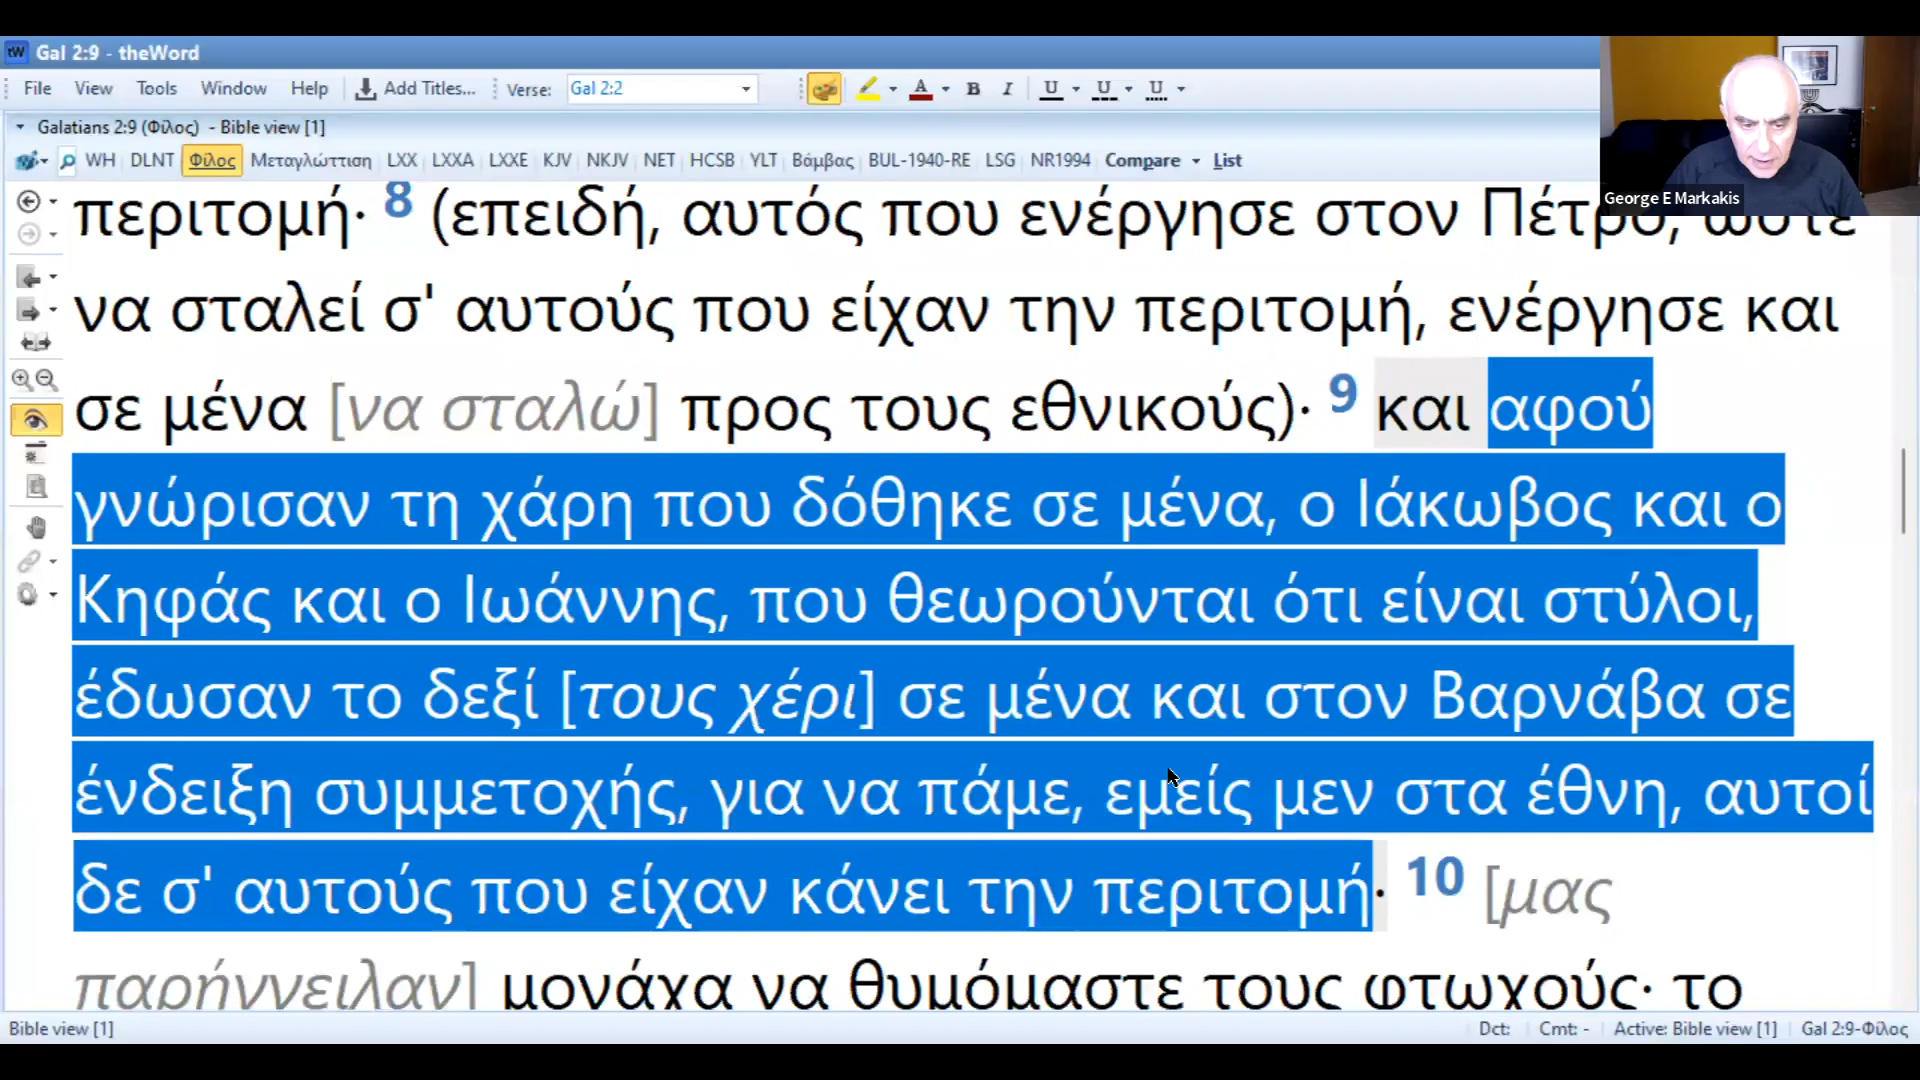 tW Gal 2:9 - theWord
File View Tools Window Help Add Titles... Verse: Gal 2:2 A B I U U U
Galatians 2:9 (Φίλος) - Bible view [1]
WH DLNT Φίλος Μεταγλώττιση LXX LXXA LXXE KJV NKJV NET HCSB YLT Βάμβας BUL-1940-RE LSG NR1994 Compare List
George E Markakis
περιτομή· 8 (επειδή, αυτός που ενέργησε στον Πέτρο, ώστε
να σταλεί σ' αυτούς που είχαν την περιτομή, ενέργησε και
σε μένα [να σταλώ] προς τους εθνικούς)· 9 και αφού
γνώρισαν τη χάρη που δόθηκε σε μένα, ο Ιάκωβος και ο
Κηφάς και ο Ιωάννης, που θεωρούνται ότι είναι στύλοι,
έδωσαν το δεξί [τους χέρι] σε μένα και στον Βαρνάβα σε
ένδειξη συμμετοχής, για να πάμε, εμείς μεν στα έθνη, αυτοί
δε σ' αυτούς που είχαν κάνει την περιτομή· 10 [μας
παρήγγειλαν] μονάχα να θυμόμαστε τους φτωχούς· το
Bible view [1] Dct: Cmt: - Active: Bible view [1] Gal 2:9-Φίλος